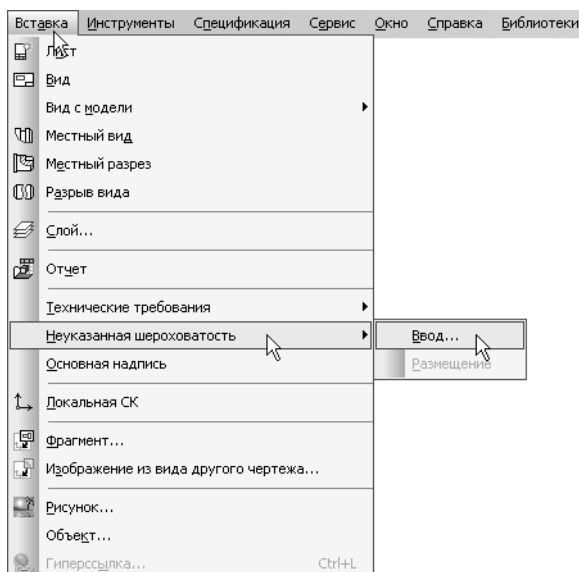 Вставка Инструменты Спецификация Сервис Окно Справка Библиотеки
Лист
Вид
Вид с модели
Местный вид
Местный разрез
Разрыв вида
Слой...
Отчет
Технические требования
Неуказанная шероховатость Ввод...
Основная надпись Размещение
Локальная СК
Фрагмент...
Изображение из вида другого чертежа...
Рисунок...
Объект...
Гиперссылка... Ctrl+L